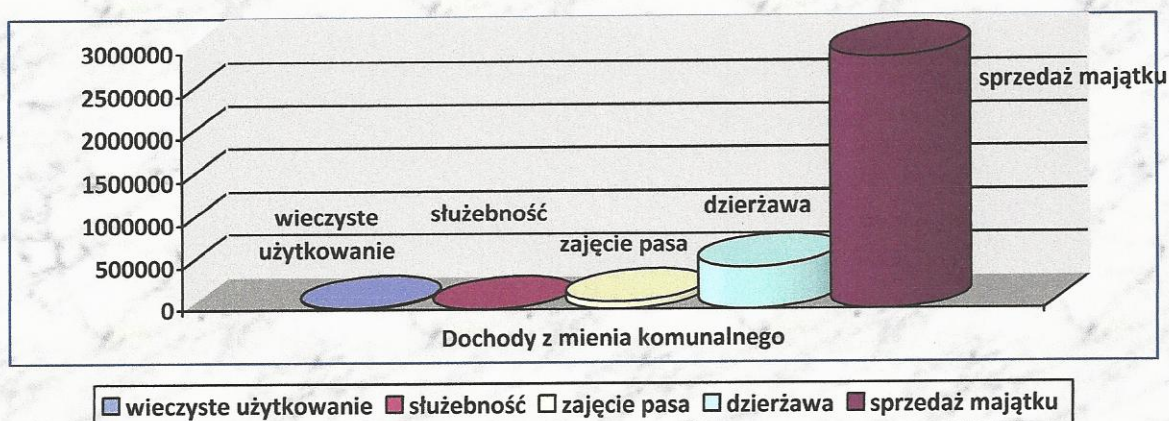 3000000
2500000
2000000
1500000
1000000
500000
0
sprzedaż majątku
wieczyste
użytkowanie
służebność
zajęcie pasa
dzierżawa
Dochody z mienia komunalnego
wieczyste użytkowanie służebność zajęcie pasa dzierżawa sprzedaż majątku